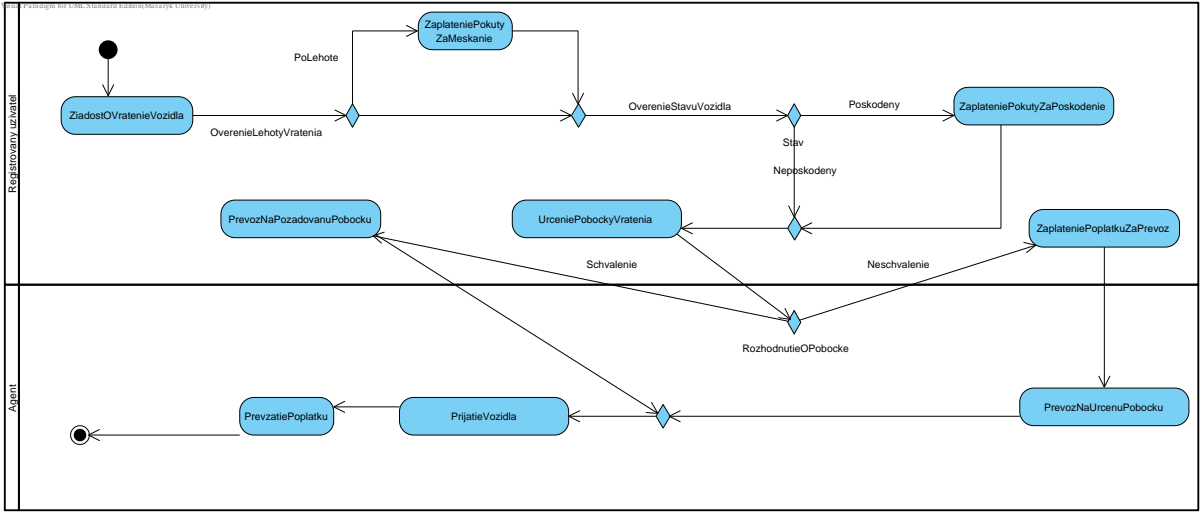 Visual Paradigm for UML Standard Edition(Masaryk University)
ZaplateniePokuty
ZaMeskanie
PoLehote
ZiadostOVratenieVozidla
OverenieLehotyVratenia
OverenieStavuVozidla
Poskodeny
ZaplateniePokutyZaPoskodenie
Stav
Neposkodeny
Registrovany uzivatel
PrevozNaPozadovanuPobocku
UrceniePobockyVratenia
ZaplateniePoplatkuZaPrevoz
Schvalenie
Neschvalenie
RozhodnutieOPobocke
Agent
PrevzatiePoplatku
PrijatieVozidla
PrevozNaUrcenuPobocku